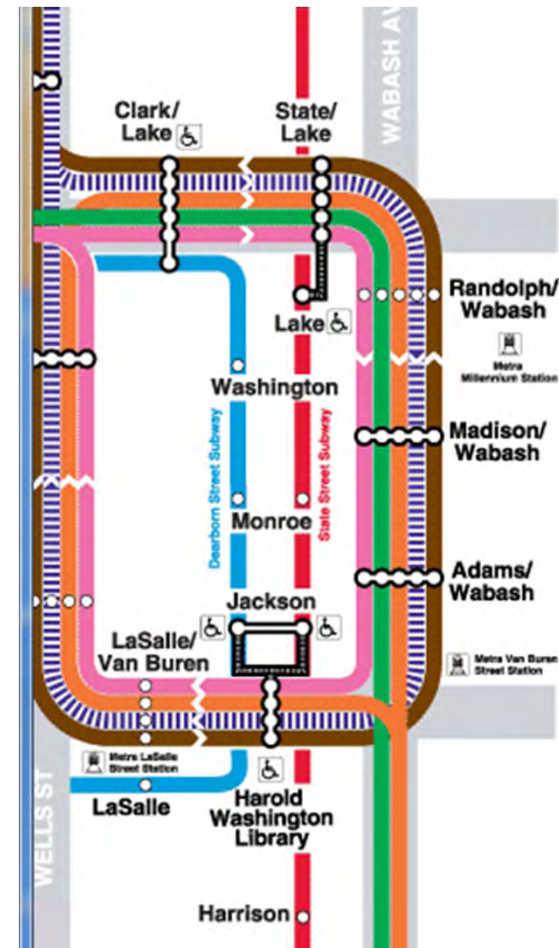 WABASH AV
Clark/
Lake
State/
Lake
Lake
Randolph/
Wabash
Metra
Millennium Station
Washington
Madison/
Wabash
Dearborn Street Subway
State Street Subway
Monroe
Adams/
Wabash
Jackson
LaSalle/
Van Buren
Metra Van Buren
Street Station
Metra LaSalle
Street Station
LaSalle
Harold
Washington
Library
WELLS ST
Harrison